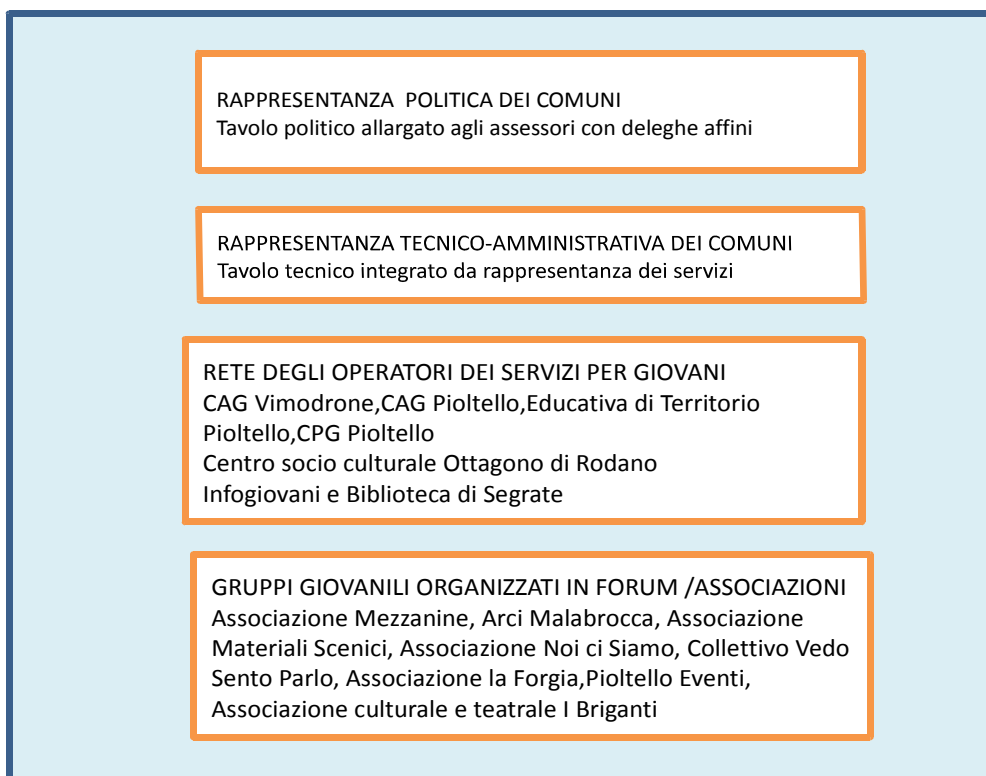 RAPPRESENTANZA POLITICA DEI COMUNI
Tavolo politico allargato agli assessori con deleghe affini
RAPPRESENTANZA TECNICO-AMMINISTRATIVA DEI COMUNI
Tavolo tecnico integrato da rappresentanza dei servizi
RETE DEGLI OPERATORI DEI SERVIZI PER GIOVANI
CAG Vimodrone,CAG Pioltello,Educativa di Territorio
Pioltello,CPG Pioltello
Centro socio culturale Ottagono di Rodano
Infogiovani e Biblioteca di Segrate
GRUPPI GIOVANILI ORGANIZZATI IN FORUM /ASSOCIAZIONI
Associazione Mezzanine, Arci Malabrocca, Associazione
Materiali Scenici, Associazione Noi ci Siamo, Collettivo Vedo
Sento Parlo, Associazione la Forgia,Pioltello Eventi,
Associazione culturale e teatrale I Briganti